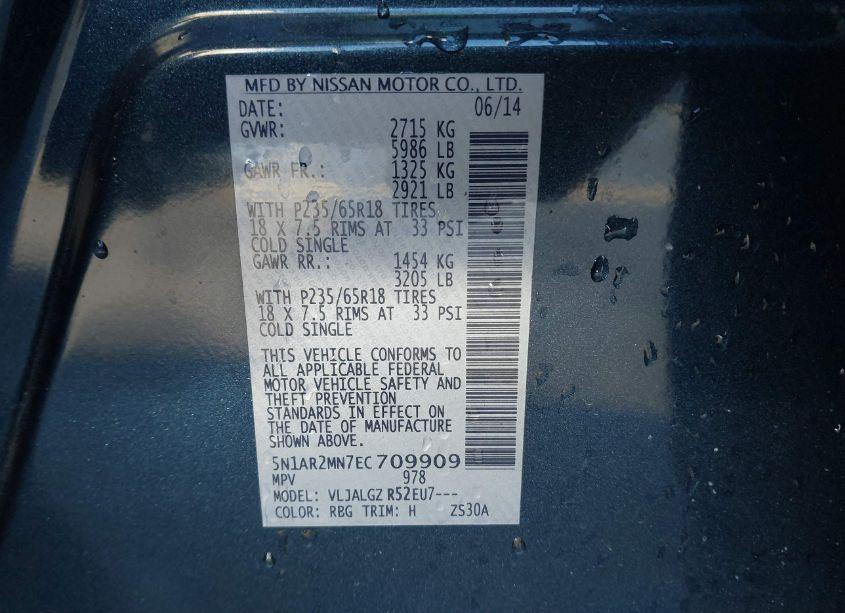 MFD BY NISSAN MOTOR CO., LTD.
DATE: 06/14
GVWR: 2715 KG
5986 LB
GAWR FR.: 1325 KG
2921 LB
WITH P235/65R18 TIRES
18 X 7.5 RIMS AT 33 PSI
COLD SINGLE
GAWR RR.: 1454 KG
3205 LB
WITH P235/65R18 TIRES
18 X 7.5 RIMS AT 33 PSI
COLD SINGLE
THIS VEHICLE CONFORMS TO
ALL APPLICABLE FEDERAL
MOTOR VEHICLE SAFETY AND
THEFT PREVENTION
STANDARDS IN EFFECT ON
THE DATE OF MANUFACTURE
SHOWN ABOVE.
5N1AR2MN7EC709909
MPV 978
MODEL: VLJALGZ R52EU7---
COLOR: RBG TRIM: H ZS30A